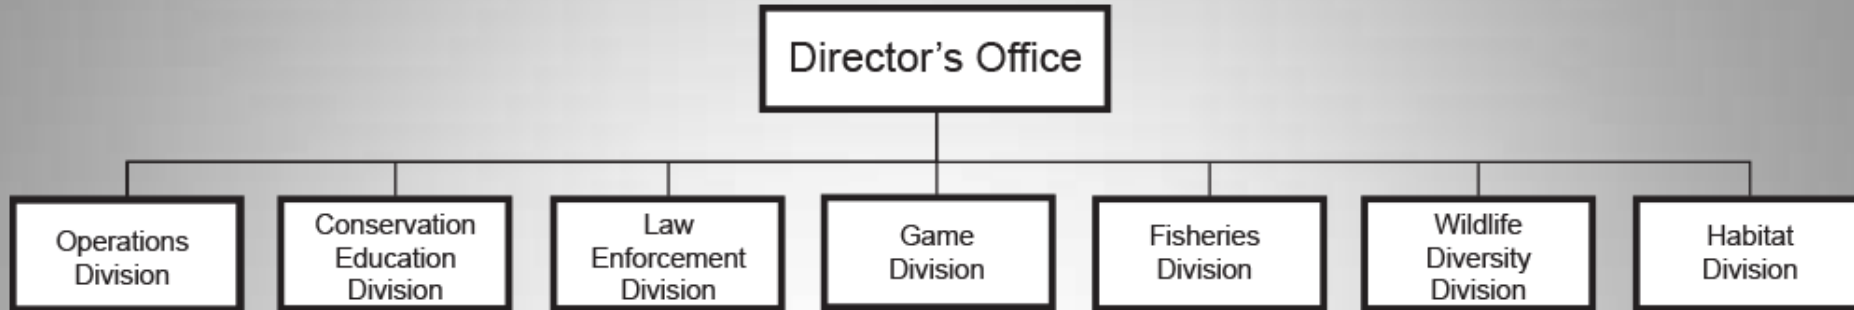 Director’s Office
Operations
Division
Conservation
Education
Division
Law
Enforcement
Division
Game
Division
Fisheries
Division
Wildlife
Diversity
Division
Habitat
Division